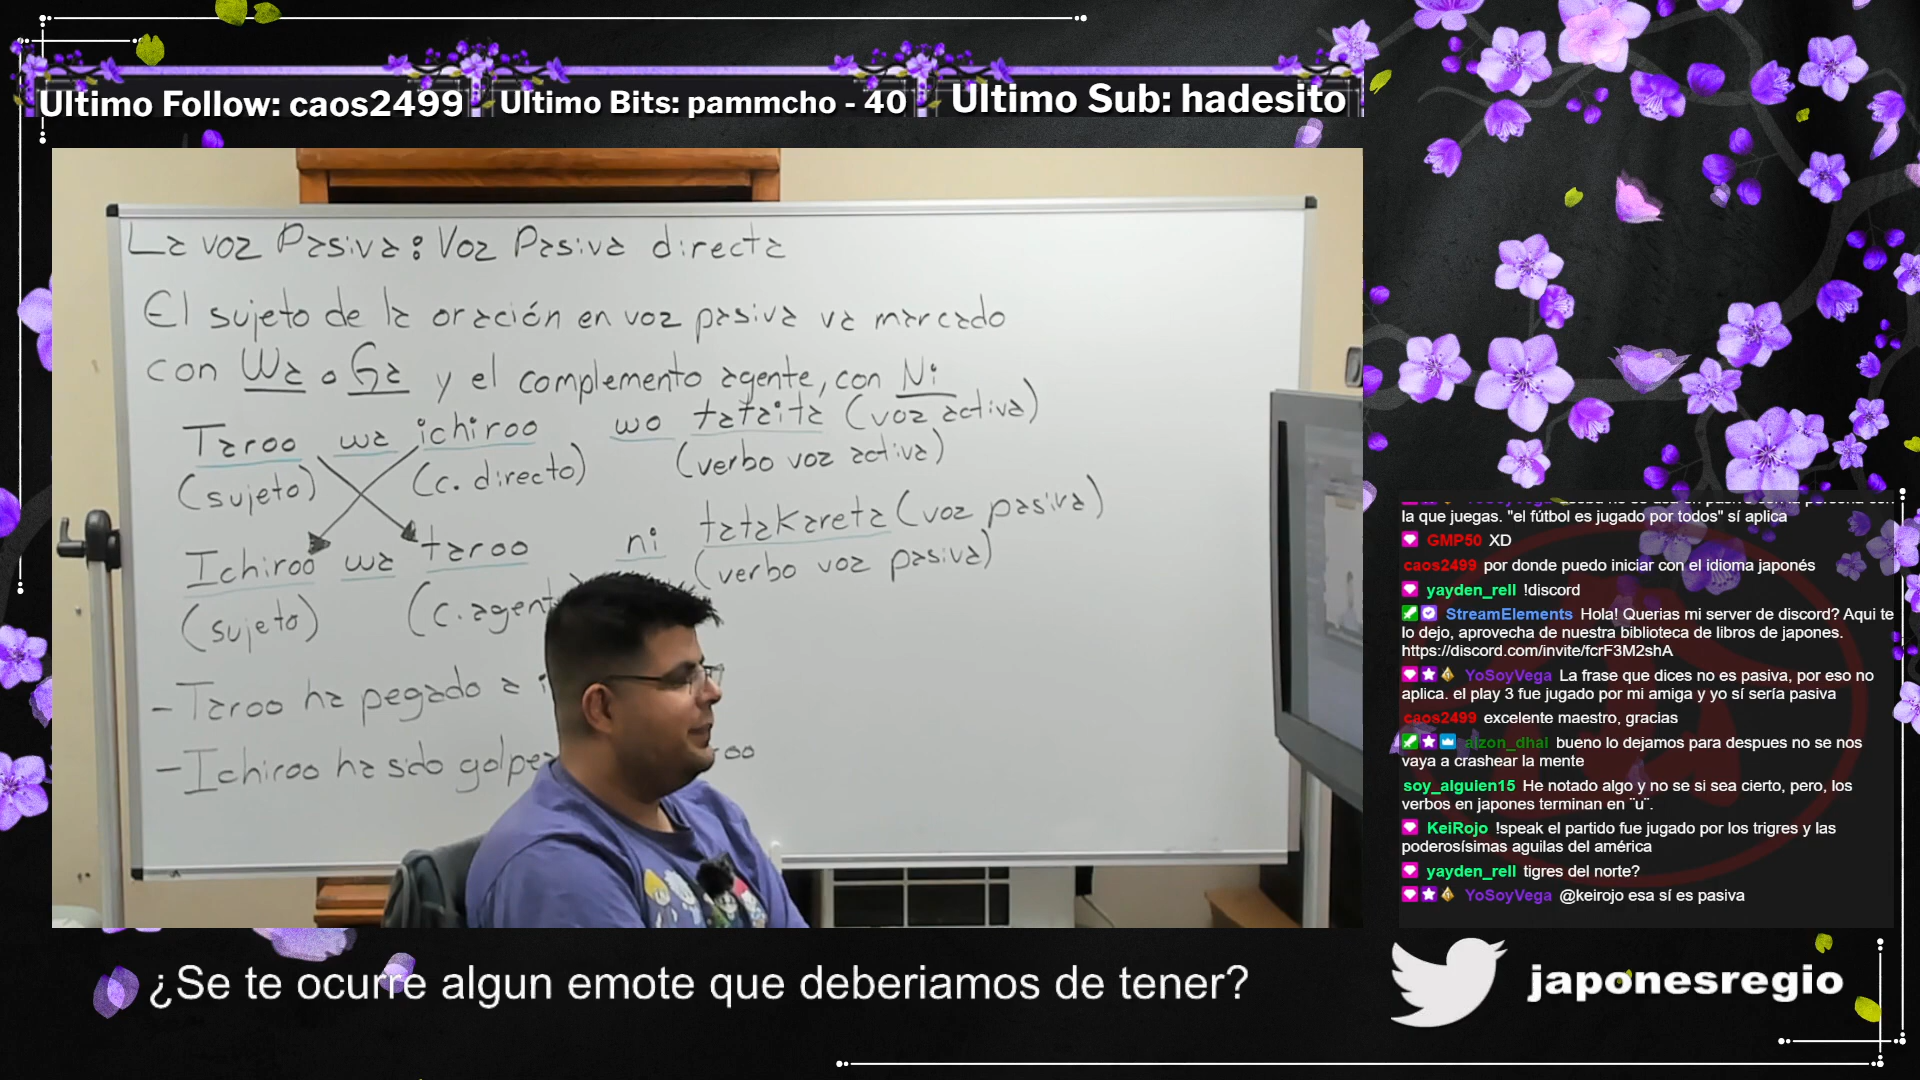 Ultimo Follow: caos2499
Ultimo Bits: pammcho - 40
Ultimo Sub: hadesito
La voz Pasiva: Voz Pasiva directa
El sujeto de la oración en voz pasiva va marcado
con Wa o Ga y el complemento agente, con Ni
Taroo wa ichiroo wo tataita (voz activa)
(sujeto) (c. directo) (verbo voz activa)
Ichiroo wa taroo ni tatakareta (voz pasiva)
(sujeto) (c. agent (verbo voz pasiva)
- Taroo ha pegado a i
- Ichiroo ha sido golpe roo
la que juegas. "el fútbol es jugado por todos" sí aplica
GMP50 XD
caos2499 por donde puedo iniciar con el idioma japonés
yayden_rell !discord
StreamElements Hola! Querias mi server de discord? Aqui te
lo dejo, aprovecha de nuestra biblioteca de libros de japones.
https://discord.com/invite/fcrF3M2shA
YoSoyVega La frase que dices no es pasiva, por eso no
aplica. el play 3 fue jugado por mi amiga y yo sí sería pasiva
caos2499 excelente maestro, gracias
aizon_dhai bueno lo dejamos para despues no se nos
vaya a crashear la mente
soy_alguien15 He notado algo y no se si sea cierto, pero, los
verbos en japones terminan en ¨u¨.
KeiRojo !speak el partido fue jugado por los trigres y las
poderosísimas aguilas del américa
yayden_rell tigres del norte?
YoSoyVega @keirojo esa sí es pasiva
¿Se te ocurre algun emote que deberiamos de tener?
japonesregio